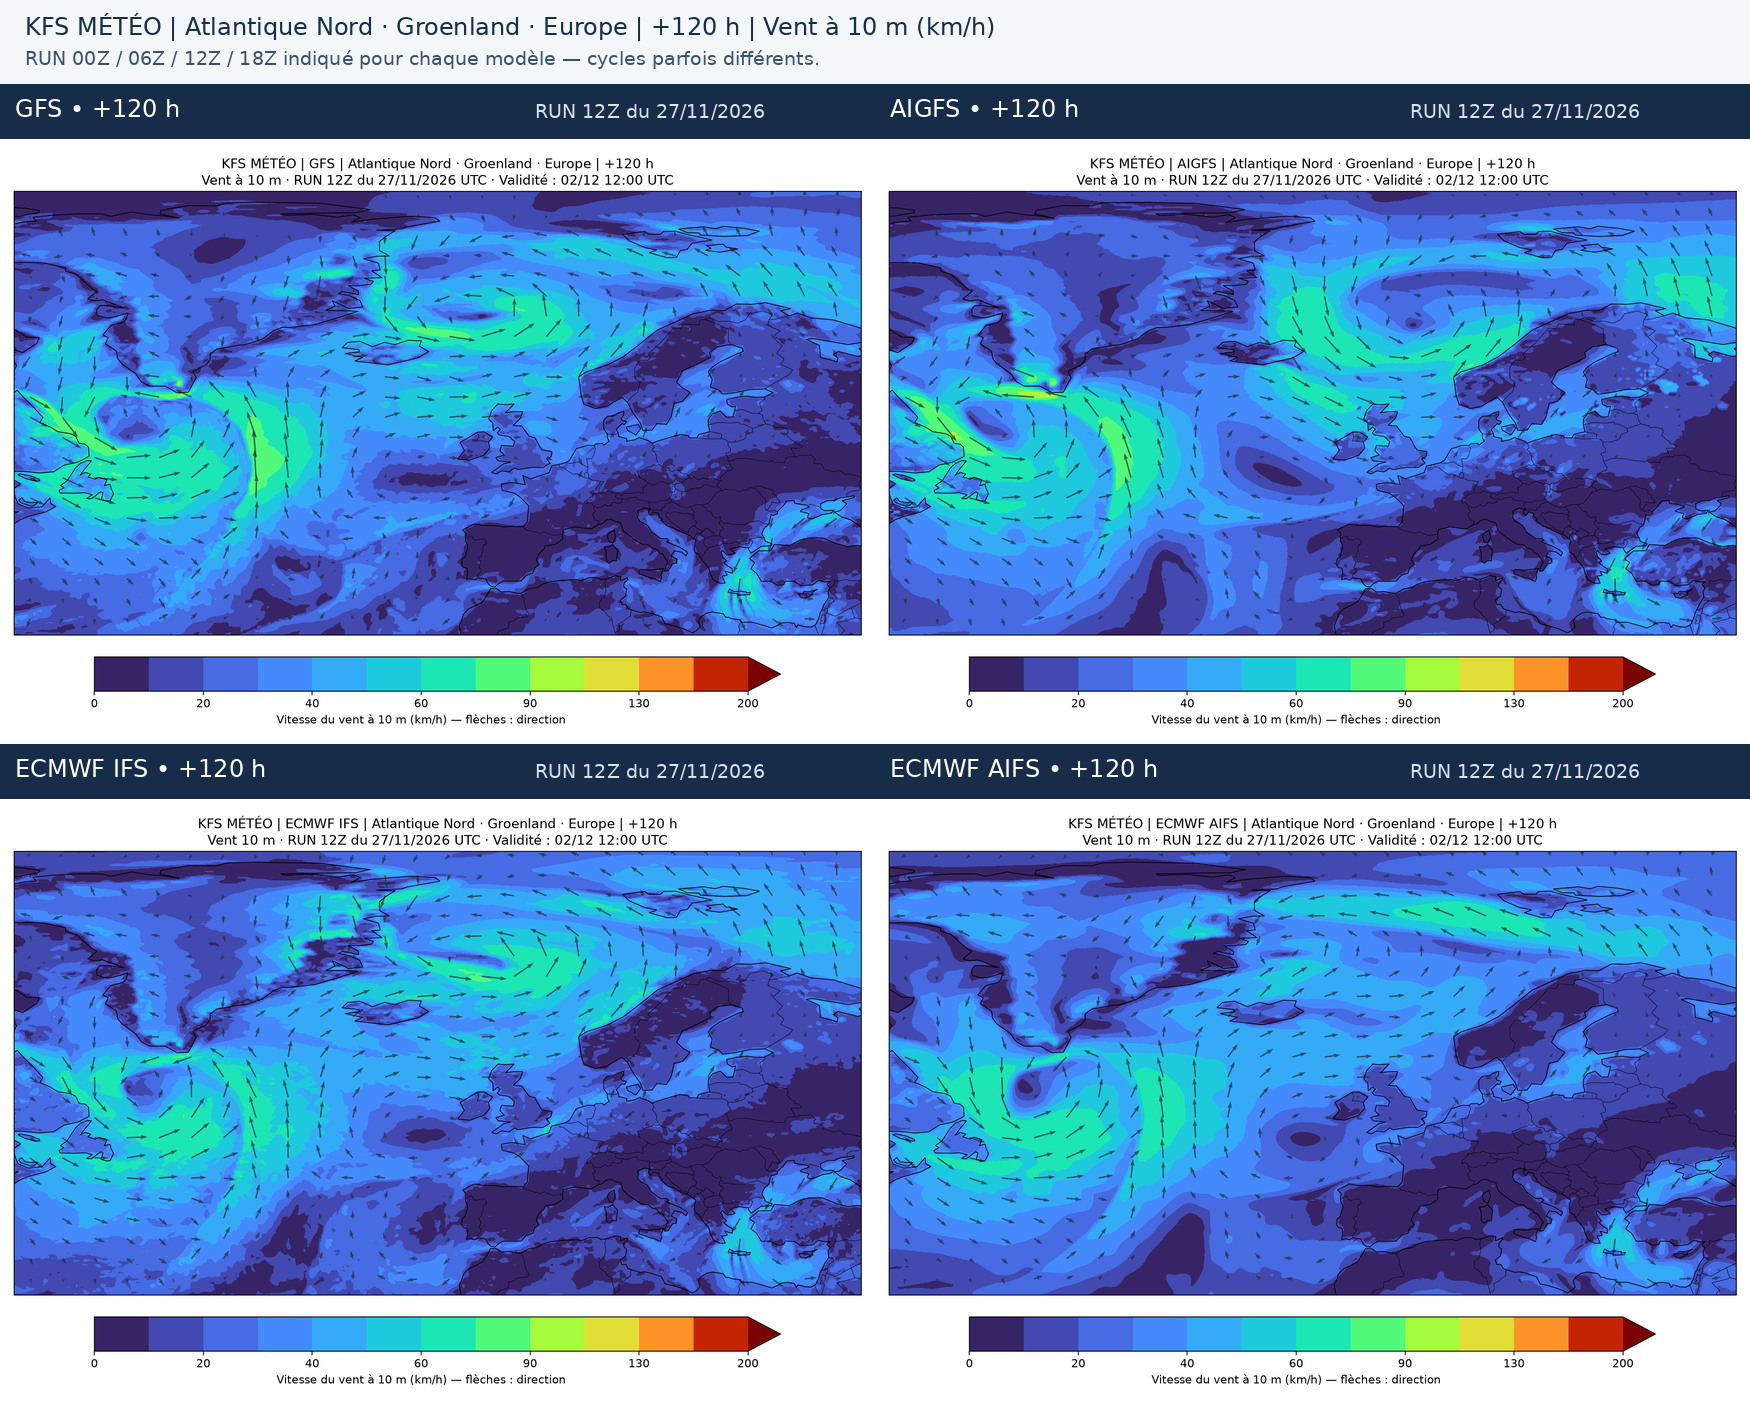 KFS MÉTÉO | Atlantique Nord · Groenland · Europe | +120 h | Vent à 10 m (km/h)
RUN 00Z / 06Z / 12Z / 18Z indiqué pour chaque modèle — cycles parfois différents.
GFS • +120 h RUN 12Z du 27/11/2026
KFS MÉTÉO | GFS | Atlantique Nord · Groenland · Europe | +120 h
Vent à 10 m · RUN 12Z du 27/11/2026 UTC · Validité : 02/12 12:00 UTC
0 20 40 60 90 130 200
Vitesse du vent à 10 m (km/h) — flèches : direction
AIGFS • +120 h RUN 12Z du 27/11/2026
KFS MÉTÉO | AIGFS | Atlantique Nord · Groenland · Europe | +120 h
Vent à 10 m · RUN 12Z du 27/11/2026 UTC · Validité : 02/12 12:00 UTC
0 20 40 60 90 130 200
Vitesse du vent à 10 m (km/h) — flèches : direction
ECMWF IFS • +120 h RUN 12Z du 27/11/2026
KFS MÉTÉO | ECMWF IFS | Atlantique Nord · Groenland · Europe | +120 h
Vent 10 m · RUN 12Z du 27/11/2026 UTC · Validité : 02/12 12:00 UTC
0 20 40 60 90 130 200
Vitesse du vent à 10 m (km/h) — flèches : direction
ECMWF AIFS • +120 h RUN 12Z du 27/11/2026
KFS MÉTÉO | ECMWF AIFS | Atlantique Nord · Groenland · Europe | +120 h
Vent 10 m · RUN 12Z du 27/11/2026 UTC · Validité : 02/12 12:00 UTC
0 20 40 60 90 130 200
Vitesse du vent à 10 m (km/h) — flèches : direction